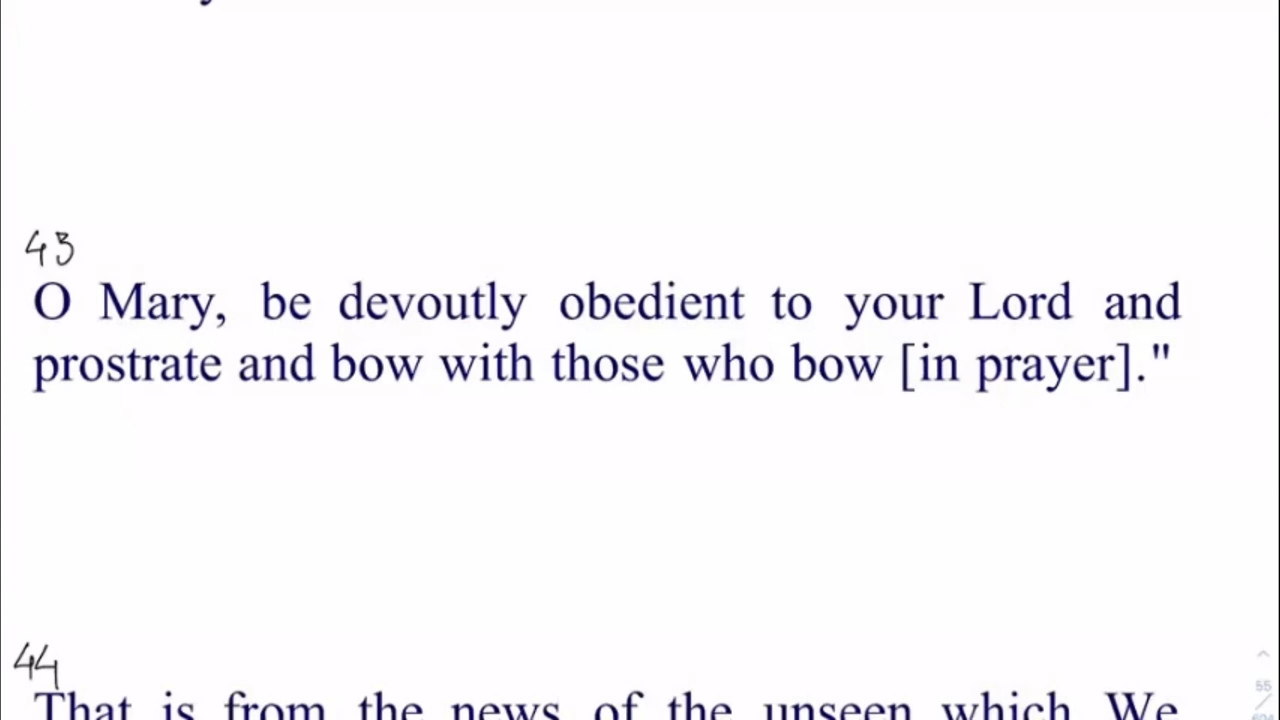 43
O Mary, be devoutly obedient to your Lord and
prostrate and bow with those who bow [in prayer]."
44
That is from the news of the unseen which We
55